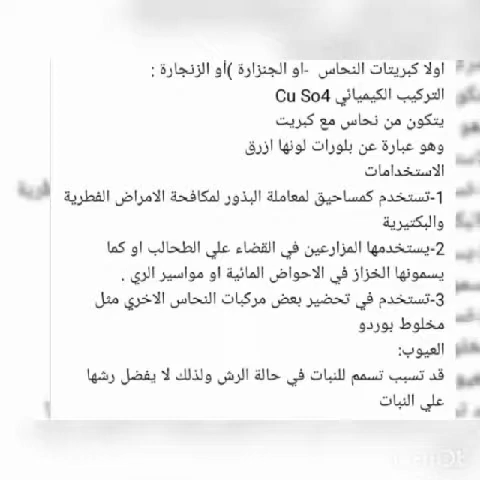 اولا كبريتات النحاس -او الجنزارة )أو الزنجارة :
التركيب الكيميائي Cu So4
يتكون من نحاس مع كبريت
وهو عبارة عن بلورات لونها ازرق
الاستخدامات
1-تستخدم كمساحيق لمعاملة البذور لمكافحة الامراض الفطرية
والبكتيرية
2-يستخدمها المزارعين في القضاء علي الطحالب او كما
يسمونها الخزاز في الاحواض المائية او مواسير الري .
3-تستخدم في تحضير بعض مركبات النحاس الاخري مثل
مخلوط بوردو
العيوب:
قد تسبب تسمم للنبات في حالة الرش ولذلك لا يفضل رشها
علي النبات